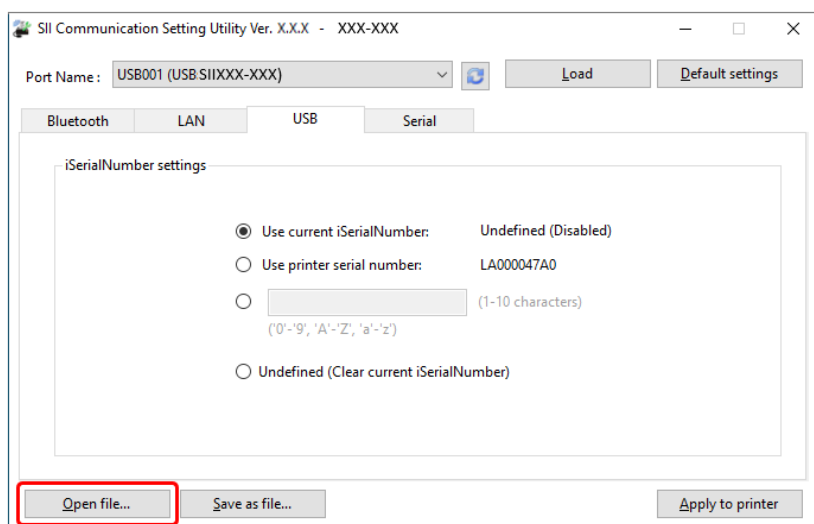 SII Communication Setting Utility Ver. X.X.X - XXX-XXX
Port Name : USB001 (USB SIIXXX-XXX) Load Default settings
Bluetooth LAN USB Serial
iSerialNumber settings
Use current iSerialNumber: Undefined (Disabled)
Use printer serial number: LA000047A0
(1-10 characters)
('0'-'9', 'A'-'Z', 'a'-'z')
Undefined (Clear current iSerialNumber)
Open file... Save as file... Apply to printer